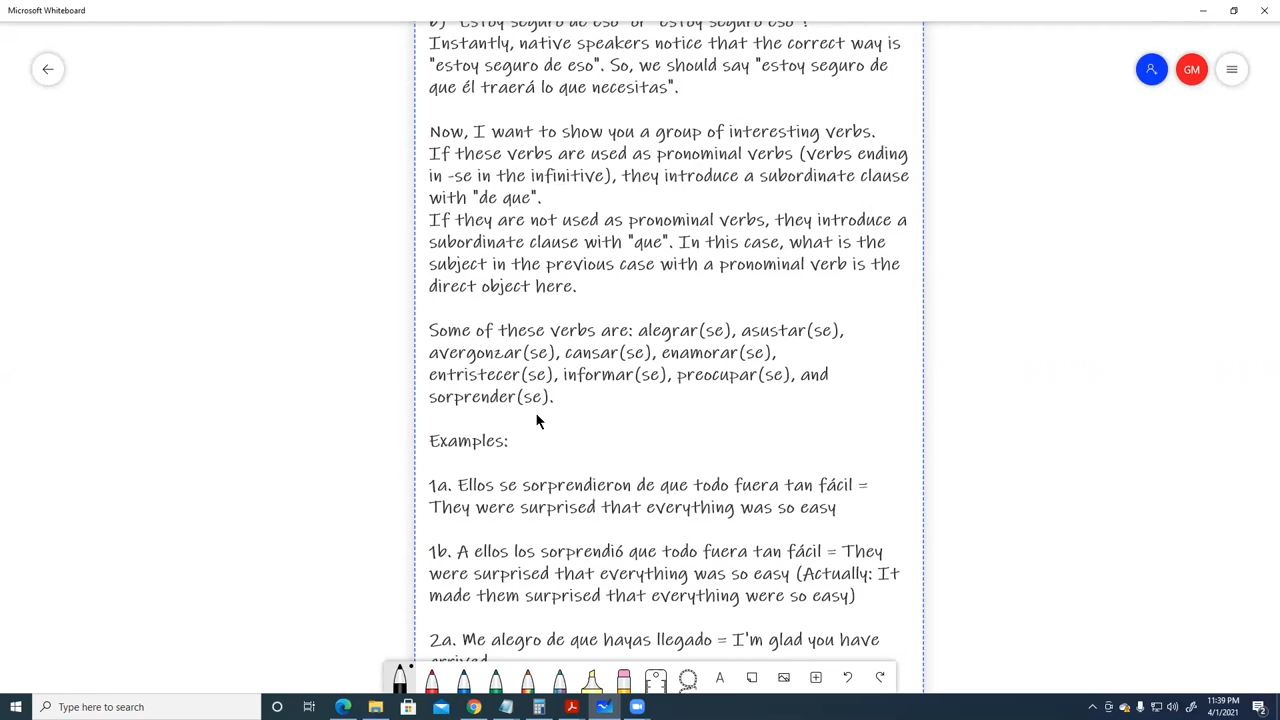 Microsoft Whiteboard
b) "Estoy seguro de eso" or "estoy seguro eso"?
Instantly, native speakers notice that the correct way is
"estoy seguro de eso". So, we should say "estoy seguro de
que él traerá lo que necesitas".
GM
Now, I want to show you a group of interesting verbs.
If these verbs are used as pronominal verbs (verbs ending
in -se in the infinitive), they introduce a subordinate clause
with "de que".
If they are not used as pronominal verbs, they introduce a
subordinate clause with "que". In this case, what is the
subject in the previous case with a pronominal verb is the
direct object here.
Some of these verbs are: alegrar(se), asustar(se),
avergonzar(se), cansar(se), enamorar(se),
entristecer(se), informar(se), preocupar(se), and
sorprender(se).
Examples:
1a. Ellos se sorprendieron de que todo fuera tan fácil =
They were surprised that everything was so easy
1b. A ellos los sorprendió que todo fuera tan fácil = They
were surprised that everything was so easy (Actually: It
made them surprised that everything were so easy)
2a. Me alegro de que hayas llegado = I'm glad you have
arrived
Type here to search
11:39 PM
4/1/2021